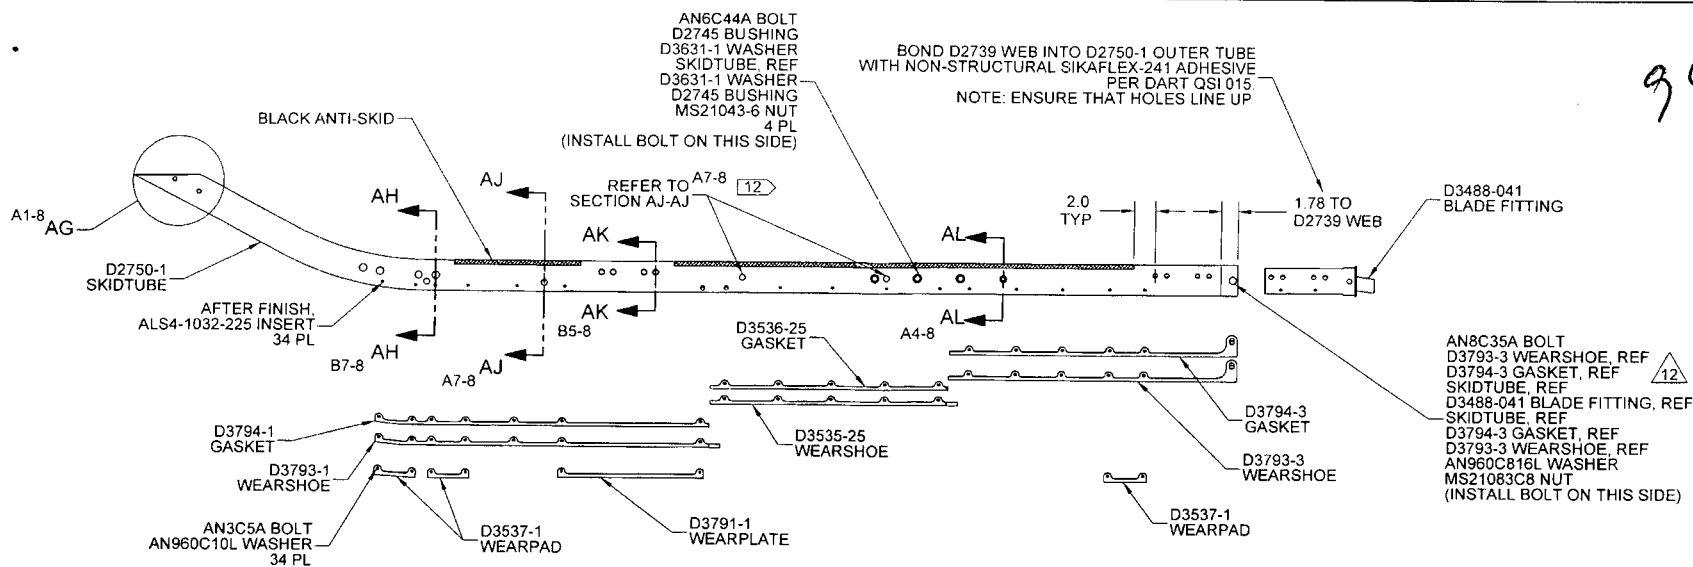 AN6C44A BOLT
D2745 BUSHING
D3631-1 WASHER
SKIDTUBE, REF
D3631-1 WASHER
D2745 BUSHING
MS21043-6 NUT
4 PL
(INSTALL BOLT ON THIS SIDE)
BOND D2739 WEB INTO D2750-1 OUTER TUBE
WITH NON-STRUCTURAL SIKAFLEX-241 ADHESIVE
PER DART QSI 015.
NOTE: ENSURE THAT HOLES LINE UP
BLACK ANTI-SKID
A1-8
AG
D2750-1
SKIDTUBE
AFTER FINISH,
ALS4-1032-225 INSERT
34 PL
AH
AH
B7-8
AJ
AJ
A7-8
AK
AK
B5-8
REFER TO
SECTION AJ-AJ
A7-8
12
AL
AL
A4-8
2.0
TYP
1.78 TO
D2739 WEB
D3488-041
BLADE FITTING
D3536-25
GASKET
D3535-25
WEARSHOE
D3794-1
GASKET
D3793-1
WEARSHOE
AN3C5A BOLT
AN960C10L WASHER
34 PL
D3537-1
WEARPAD
D3791-1
WEARPLATE
D3794-3
GASKET
D3793-3
WEARSHOE
D3537-1
WEARPAD
AN8C35A BOLT
D3793-3 WEARSHOE, REF
D3794-3 GASKET, REF
SKIDTUBE, REF
D3488-041 BLADE FITTING, REF
SKIDTUBE, REF
D3794-3 GASKET, REF
D3793-3 WEARSHOE, REF
AN960C816L WASHER
MS21083C8 NUT
(INSTALL BOLT ON THIS SIDE)
12